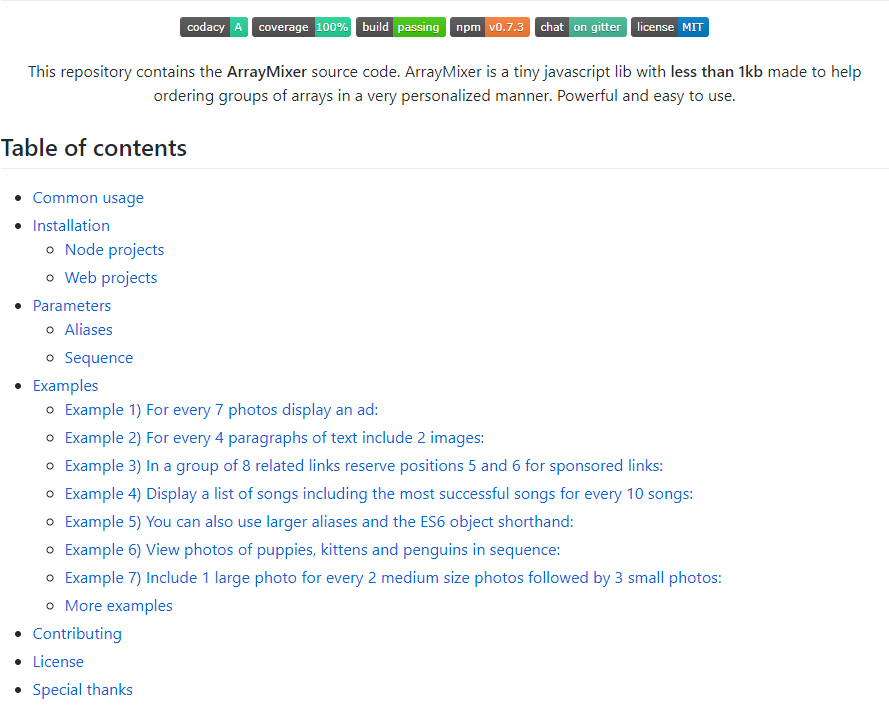 codacy A coverage 100% build passing npm v0.7.3 chat on gitter license MIT
This repository contains the ArrayMixer source code. ArrayMixer is a tiny javascript lib with less than 1kb made to help
ordering groups of arrays in a very personalized manner. Powerful and easy to use.
Table of contents
Common usage
Installation
Node projects
Web projects
Parameters
Aliases
Sequence
Examples
Example 1) For every 7 photos display an ad:
Example 2) For every 4 paragraphs of text include 2 images:
Example 3) In a group of 8 related links reserve positions 5 and 6 for sponsored links:
Example 4) Display a list of songs including the most successful songs for every 10 songs:
Example 5) You can also use larger aliases and the ES6 object shorthand:
Example 6) View photos of puppies, kittens and penguins in sequence:
Example 7) Include 1 large photo for every 2 medium size photos followed by 3 small photos:
More examples
Contributing
License
Special thanks